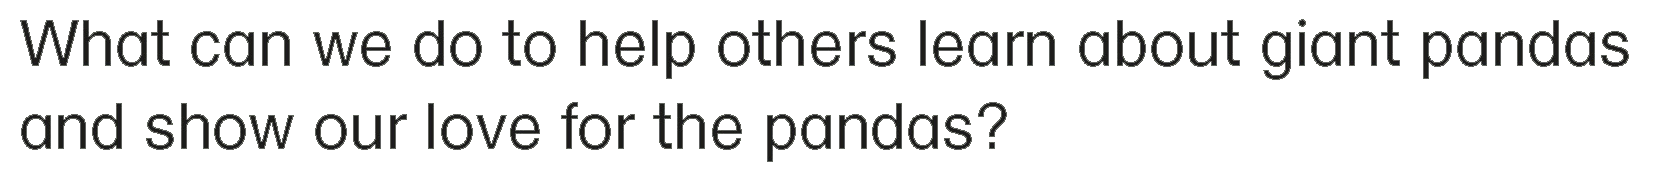 What can we do to help others learn about giant pandas
and show our love for the pandas?